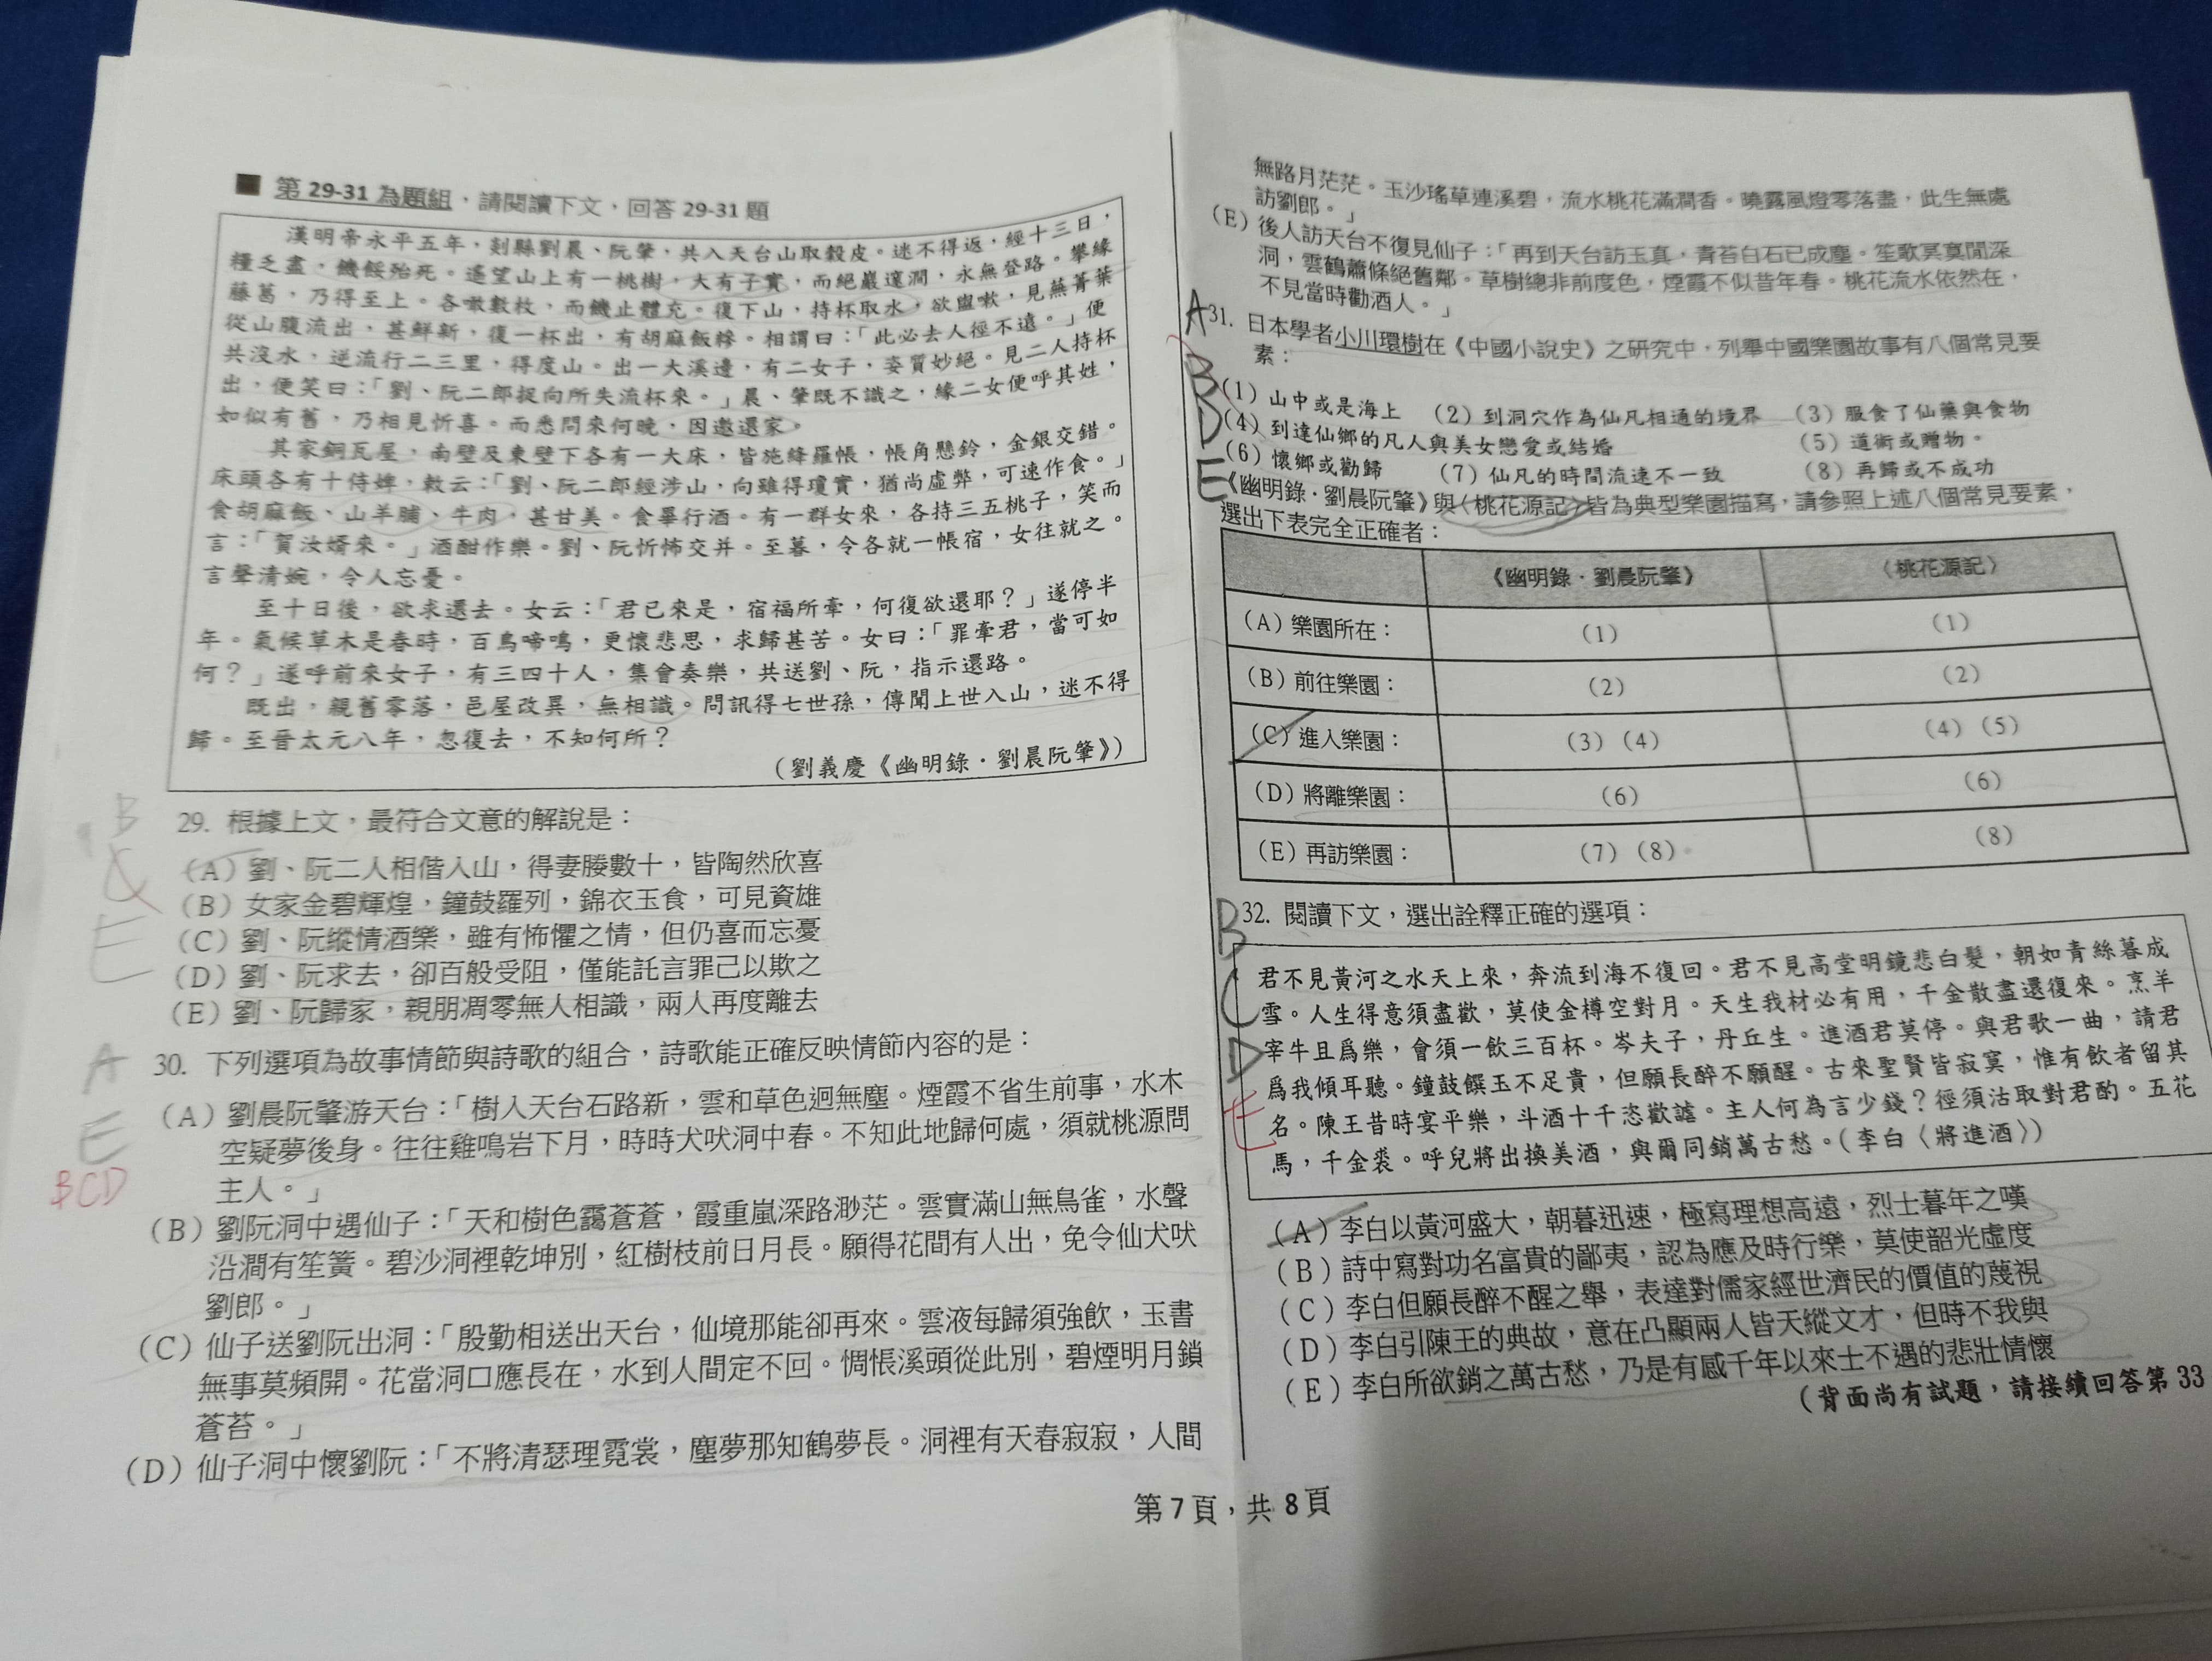 ■ 第 29-31 為題組，請閱讀下文，回答 29-31 題
漢明帝永平五年，剡縣劉晨、阮肇，共入天台山取穀皮。迷不得返，經十三日，
糧乏盡，饑餒殆死。遙望山上有一桃樹，大有子實，而絕巖邃澗，永無登路。攀緣
藤葛，乃得至上。各噉數枚，而饑止體充。復下山，持杯取水，欲盥嗽，見蕪菁葉
從山腹流出，甚鮮新，復一杯出，有胡麻飯糝。相謂曰：「此必去人徑不遠。」便
共沒水，逆流行二三里，得度山。出一大溪邊，有二女子，姿質妙絕。見二人持杯
出，便笑曰：「劉、阮二郎捉向所失流杯來。」晨、肇既不識之，緣二女便呼其姓，
如似有舊，乃相見忻喜。而悉問來何晚，因邀還家。
其家銅瓦屋，南壁及東壁下各有一大床，皆施絳羅帳，帳角懸鈴，金銀交錯。
床頭各有十侍婢，敕云：「劉、阮二郎經涉山，向雖得瓊實，猶尚虛弊，可速作食。」
食胡麻飯、山羊脯、牛肉，甚甘美。食畢行酒。有一群女來，各持三五桃子，笑而
言：「賀汝婿來。」酒酣作樂。劉、阮忻怖交并。至暮，令各就一帳宿，女往就之。
言聲清婉，令人忘憂。
至十日後，欲求還去。女云：「君已來是，宿福所牽，何復欲還耶？」遂停半
年。氣候草木是春時，百鳥啼鳴，更懷悲思，求歸甚苦。女曰：「罪牽君，當可如
何？」遂呼前來女子，有三四十人，集會奏樂，共送劉、阮，指示還路。
既出，親舊零落，邑屋改異，無相識。問訊得七世孫，傳聞上世入山，迷不得
歸。至晉太元八年，忽復去，不知何所？
（劉義慶《幽明錄·劉晨阮肇》）
B
E
29. 根據上文，最符合文意的解說是：
（A）劉、阮二人相偕入山，得妻媵數十，皆陶然欣喜
（B）女家金碧輝煌，鐘鼓羅列，錦衣玉食，可見資雄
（C）劉、阮縱情酒樂，雖有怖懼之情，但仍喜而忘憂
（D）劉、阮求去，卻百般受阻，僅能託言罪己以欺之
（E）劉、阮歸家，親朋凋零無人相識，兩人再度離去
A
E
BCD
30. 下列選項為故事情節與詩歌的組合，詩歌能正確反映情節內容的是：
（A）劉晨阮肇游天台：「樹入天台石路新，雲和草色迥無塵。煙霞不省生前事，水木
空疑夢後身。往往雞鳴岩下月，時時犬吠洞中春。不知此地歸何處，須就桃源問
主人。」
（B）劉阮洞中遇仙子：「天和樹色靄蒼蒼，霞重嵐深路渺茫。雲實滿山無鳥雀，水聲
沿澗有笙簧。碧沙洞裡乾坤別，紅樹枝前日月長。願得花間有人出，免令仙犬吠
劉郎。」
（C）仙子送劉阮出洞：「殷勤相送出天台，仙境那能卻再來。雲液每歸須強飲，玉書
無事莫頻開。花當洞口應長在，水到人間定不回。惆悵溪頭從此別，碧煙明月鎖
蒼苔。」
（D）仙子洞中懷劉阮：「不將清瑟理霓裳，塵夢那知鶴夢長。洞裡有天春寂寂，人間
無路月茫茫。玉沙瑤草連溪碧，流水桃花滿澗香。曉露風燈零落盡，此生無處
訪劉郎。」
（E）後人訪天台不復見仙子：「再到天台訪玉真，青苔白石已成塵。笙歌冥寞閒深
洞，雲鶴蕭條絕舊鄰。草樹總非前度色，煙霞不似昔年春。桃花流水依然在，
不見當時勸酒人。」
A
B
D
E
31. 日本學者小川環樹在《中國小說史》之研究中，列舉中國樂園故事有八個常見要
素：
（1）山中或是海上 （2）到洞穴作為仙凡相通的境界 （3）服食了仙藥與食物
（4）到達仙鄉的凡人與美女戀愛或結婚 （5）道術或贈物。
（6）懷鄉或勸歸 （7）仙凡的時間流速不一致 （8）再歸或不成功
《幽明錄·劉晨阮肇》與〈桃花源記〉皆為典型樂園描寫，請參照上述八個常見要素，
選出下表完全正確者：
《幽明錄·劉晨阮肇》 〈桃花源記〉
（A）樂園所在： （1） （1）
（B）前往樂園： （2） （2）
（C）進入樂園： （3）（4） （4）（5）
（D）將離樂園： （6） （6）
（E）再訪樂園： （7）（8） （8）
B
C
D
E
32. 閱讀下文，選出詮釋正確的選項：
君不見黃河之水天上來，奔流到海不復回。君不見高堂明鏡悲白髮，朝如青絲暮成
雪。人生得意須盡歡，莫使金樽空對月。天生我材必有用，千金散盡還復來。烹羊
宰牛且為樂，會須一飲三百杯。岑夫子，丹丘生。進酒君莫停。與君歌一曲，請君
為我傾耳聽。鐘鼓饌玉不足貴，但願長醉不願醒。古來聖賢皆寂寞，惟有飲者留其
名。陳王昔時宴平樂，斗酒十千恣歡謔。主人何為言少錢？徑須沽取對君酌。五花
馬，千金裘。呼兒將出換美酒，與爾同銷萬古愁。（李白〈將進酒〉）
（A）李白以黃河盛大，朝暮迅速，極寫理想高遠，烈士暮年之嘆
（B）詩中寫對功名富貴的鄙夷，認為應及時行樂，莫使韶光虛度
（C）李白但願長醉不醒之舉，表達對儒家經世濟民的價值的蔑視
（D）李白引陳王的典故，意在凸顯兩人皆天縱文才，但時不我與
（E）李白所欲銷之萬古愁，乃是有感千年以來士不遇的悲壯情懷
（背面尚有試題，請接續回答第 33
第 7 頁，共 8 頁